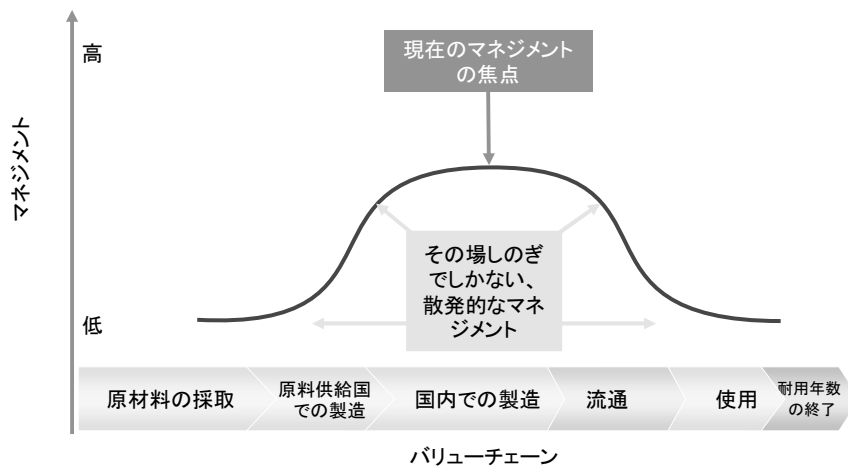 高
現在のマネジメント
の焦点
マネジメント
その場しのぎ
でしかない、
散発的なマネ
ジメント
低
原材料の採取
原料供給国
での製造
国内での製造
流通
使用
耐用年数
の終了
バリューチェーン